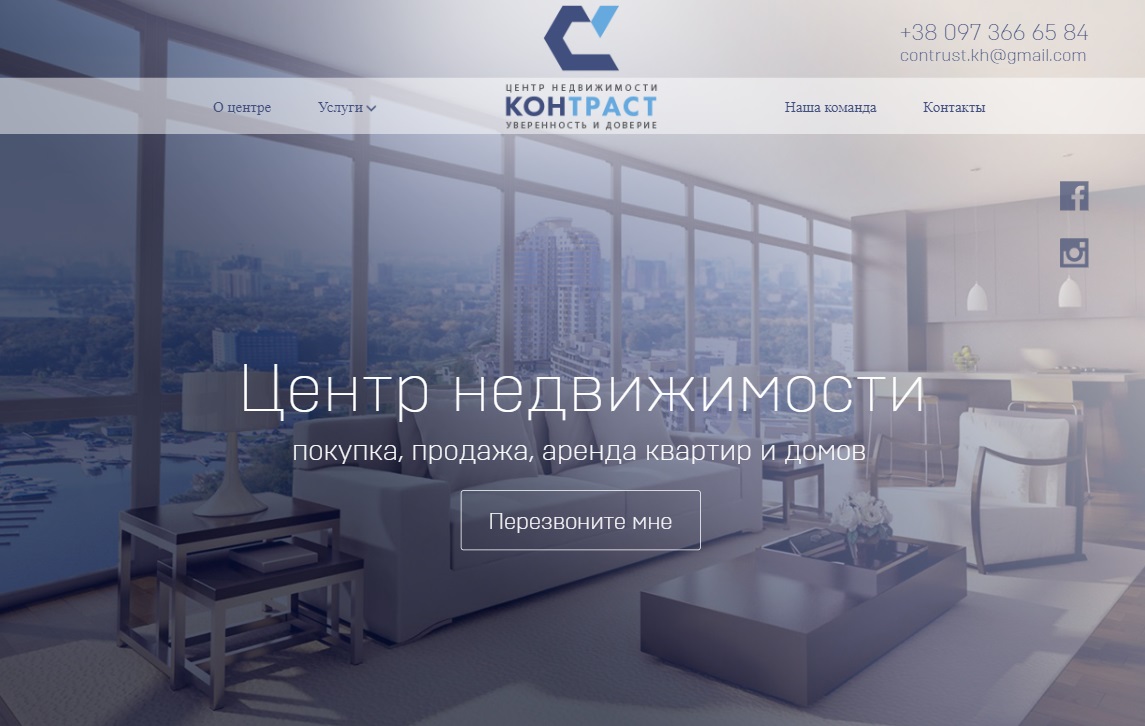 +38 097 366 65 84
contrust.kh@gmail.com
ЦЕНТР НЕДВИЖИМОСТИ
КОНТРАСТ
УВЕРЕННОСТЬ И ДОВЕРИЕ
О центре
Услуги
Наша команда
Контакты
Центр недвижимости
покупка, продажа, аренда квартир и домов
Перезвоните мне